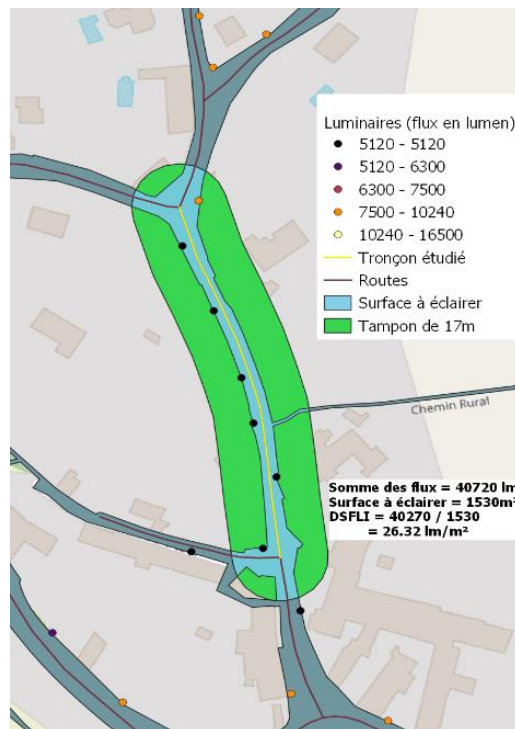 Luminaires (flux en lumen)
5120 - 5120
5120 - 6300
6300 - 7500
7500 - 10240
10240 - 16500
Tronçon étudié
Routes
Surface à éclairer
Tampon de 17m
Chemin Rural
Somme des flux = 40720 lm
Surface à éclairer = 1530m²
DSFLI = 40270 / 1530
= 26.32 lm/m²